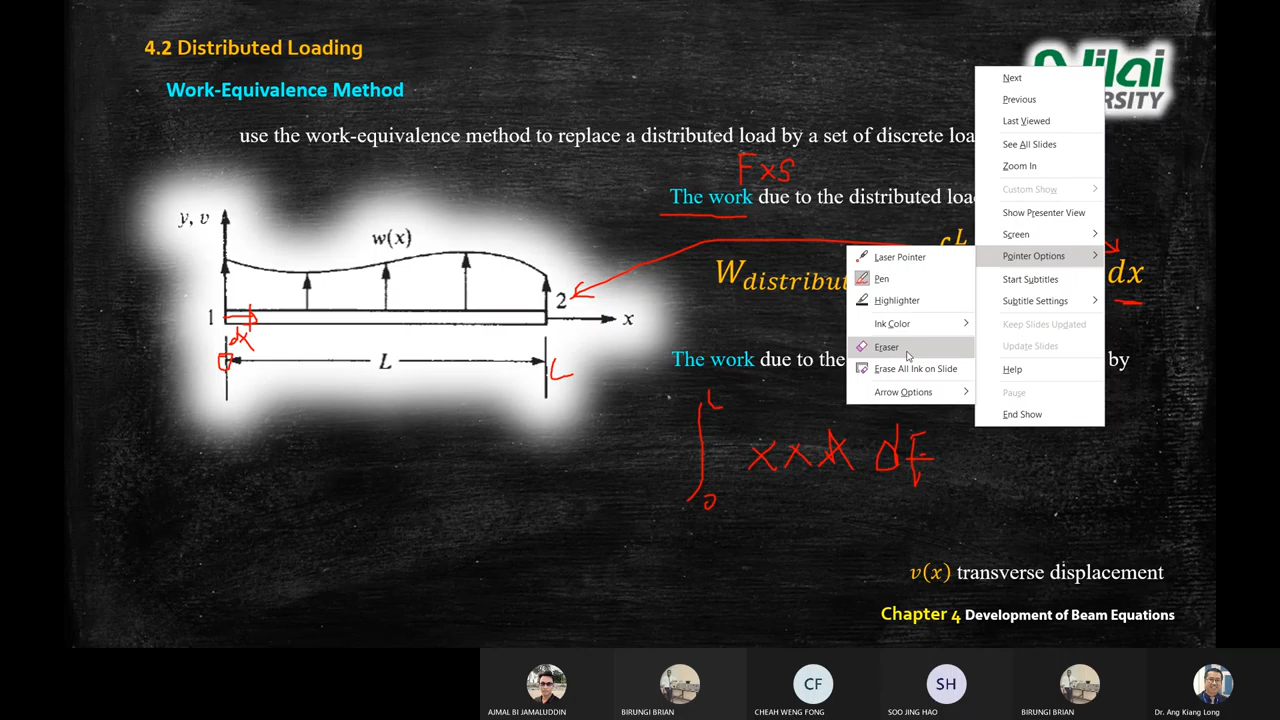 4.2 Distributed Loading
Work-Equivalence Method
use the work-equivalence method to replace a distributed load by a set of discrete loa
F x S
The work due to the distributed load
y, v
w(x)
L
W distribut
dx
2
1
x
dx
L
L
The work due to the
by
L
x x A dF
0
v(x) transverse displacement
Chapter 4 Development of Beam Equations
Nilai
ERSITY
Next
Previous
Last Viewed
See All Slides
Zoom In
Custom Show
Show Presenter View
Screen
Pointer Options
Start Subtitles
Subtitle Settings
Keep Slides Updated
Update Slides
Help
Pause
End Show
Laser Pointer
Pen
Highlighter
Ink Color
Eraser
Erase All Ink on Slide
Arrow Options
CF
SH
AJMAL BI JAMALUDDIN
BIRUNGI BRIAN
CHEAH WENG FONG
SOO JING HAO
BIRUNGI BRIAN
Dr. Ang Kiang Long